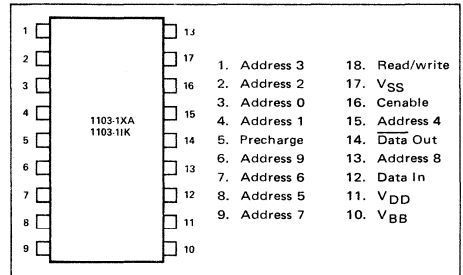 1
2
3
4
5
6
7
8
9
1103-1XA
1103-1IK
13
17
16
15
14
13
12
11
10
1. Address 3
2. Address 2
3. Address 0
4. Address 1
5. Precharge
6. Address 9
7. Address 6
8. Address 5
9. Address 7
18. Read/write
17. VSS
16. Cenable
15. Address 4
14. Data Out
13. Address 8
12. Data In
11. VDD
10. VBB